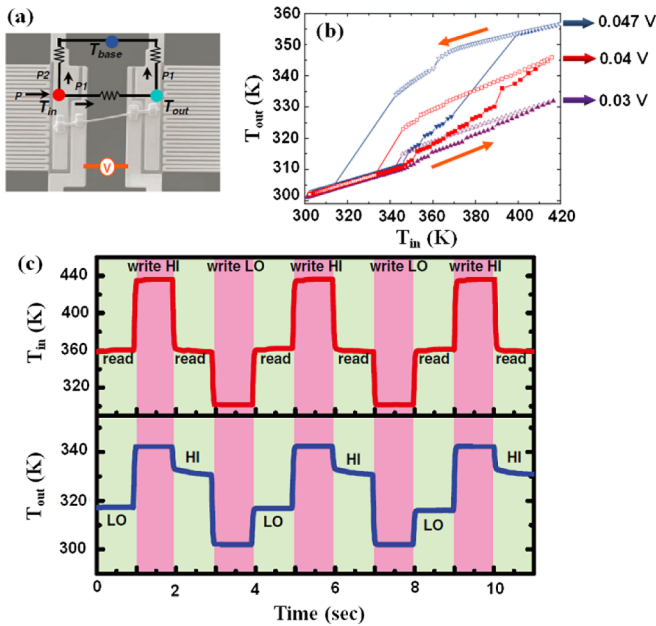 (a)
T_base
P2
P1
P1
P
T_in
T_out
V
(b)
360
350
340
330
320
310
300
300 320 340 360 380 400 420
T_out (K)
T_in (K)
0.047 V
0.04 V
0.03 V
(c)
write HI write LO write HI write LO write HI
440
400
360
300
T_in (K)
read read read read read read
340
320
300
T_out (K)
LO HI LO HI LO HI
0 2 4 6 8 10
Time (sec)